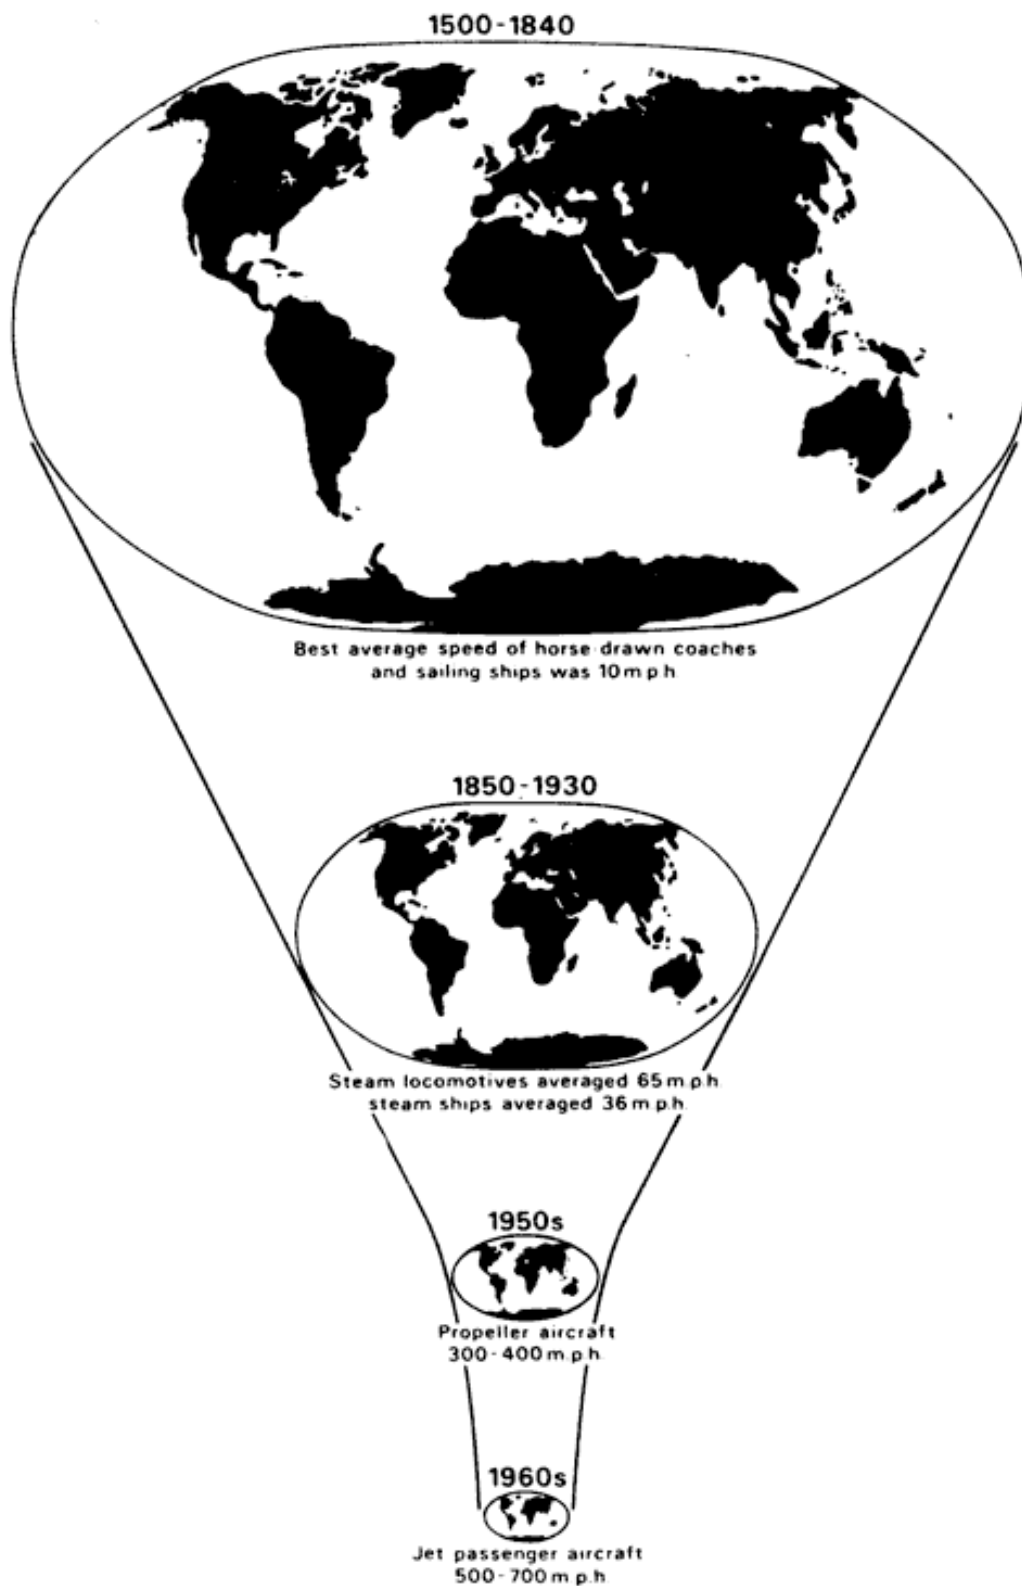 1500-1840
Best average speed of horse drawn coaches
and sailing ships was 10 m p h
1850-1930
Steam locomotives averaged 65 m.p.h.
steam ships averaged 36 m.p.h.
1950s
Propeller aircraft
300-400 m.p.h.
1960s
Jet passenger aircraft
500-700 m.p.h.